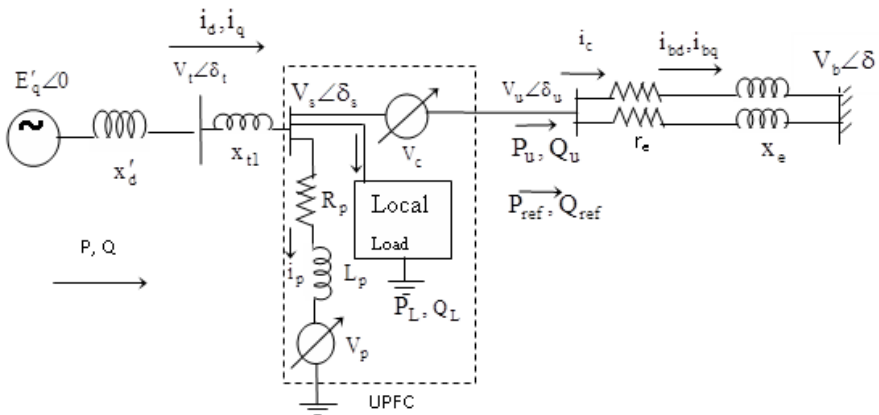 i_d, i_q
i_c
i_bd, i_bq
V_b∠δ
E'_q∠0
V_t∠δ_t
V_s∠δ_s
V_u∠δ_u
x'_d
x_t1
V_c
P_u, Q_u
r_e
x_e
R_p
Local
Load
P_ref, Q_ref
P, Q
i_p
L_p
P_L, Q_L
V_p
UPFC